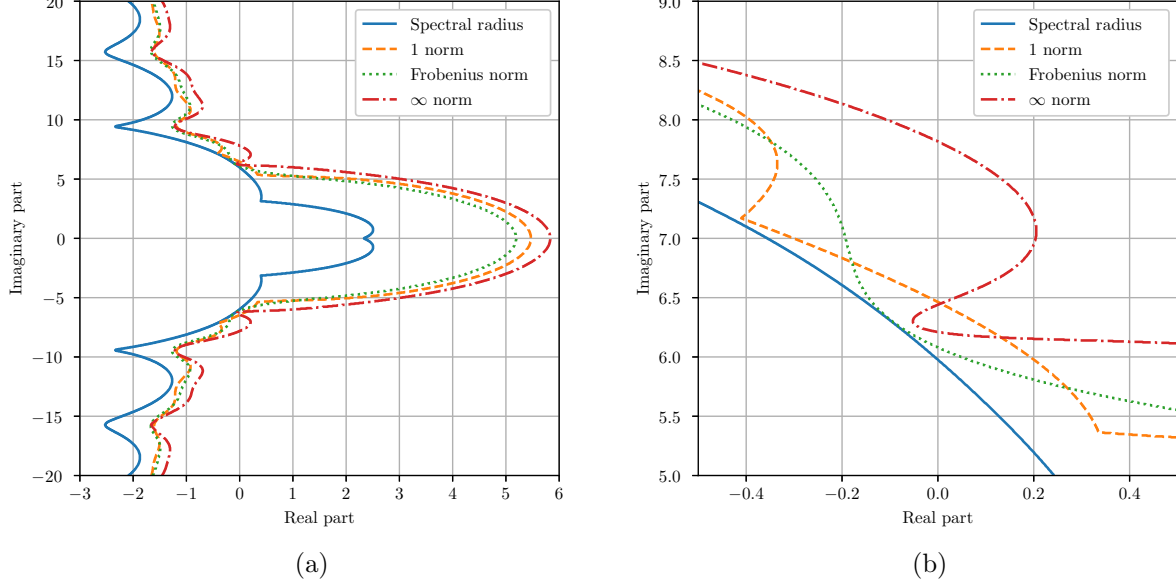 20
15
10
5
0
−5
−10
−15
−20
Imaginary part
−3 −2 −1 0 1 2 3 4 5 6
Real part
Spectral radius
1 norm
Frobenius norm
∞ norm
(a)
9.0
8.5
8.0
7.5
7.0
6.5
6.0
5.5
5.0
Imaginary part
−0.4 −0.2 0.0 0.2 0.4
Real part
Spectral radius
1 norm
Frobenius norm
∞ norm
(b)